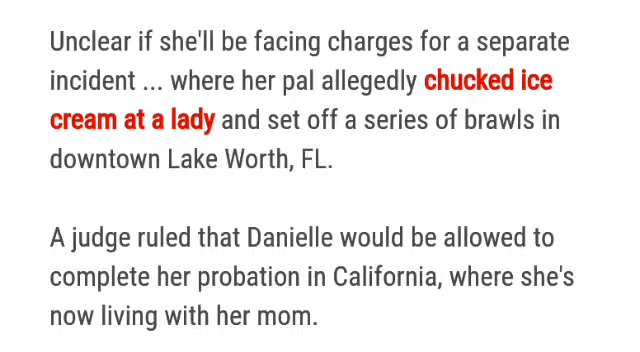 Unclear if she'll be facing charges for a separate
incident ... where her pal allegedly chucked ice
cream at a lady and set off a series of brawls in
downtown Lake Worth, FL.
A judge ruled that Danielle would be allowed to
complete her probation in California, where she's
now living with her mom.